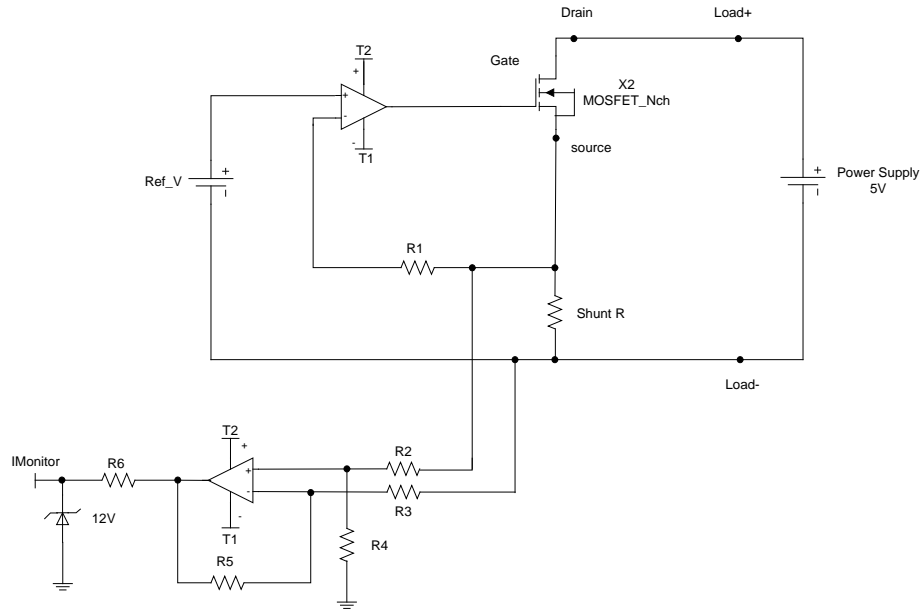 Drain
Load+
T2
+
Gate
X2
MOSFET_Nch
+
-
-
T1
source
Ref_V
+
-
Power Supply
5V
+
-
R1
Shunt R
Load-
T2
+
IMonitor
R6
R2
+
-
R3
12V
T1
-
R4
R5